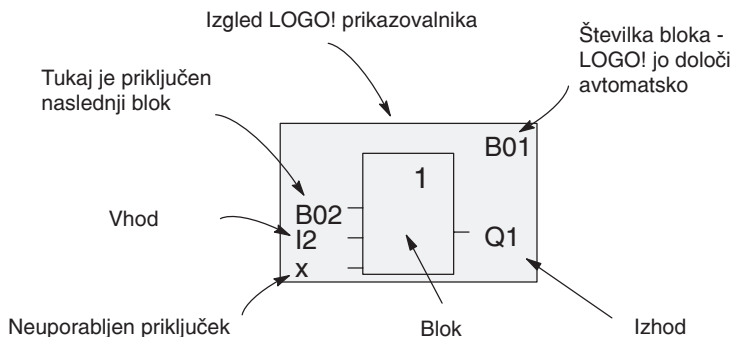 Izgled LOGO! prikazovalnika
Številka bloka -
LOGO! jo določi
avtomatsko
Tukaj je priključen
naslednji blok
B01
1
B02
Vhod
I2
Q1
x
Neuporabljen priključek
Blok
Izhod